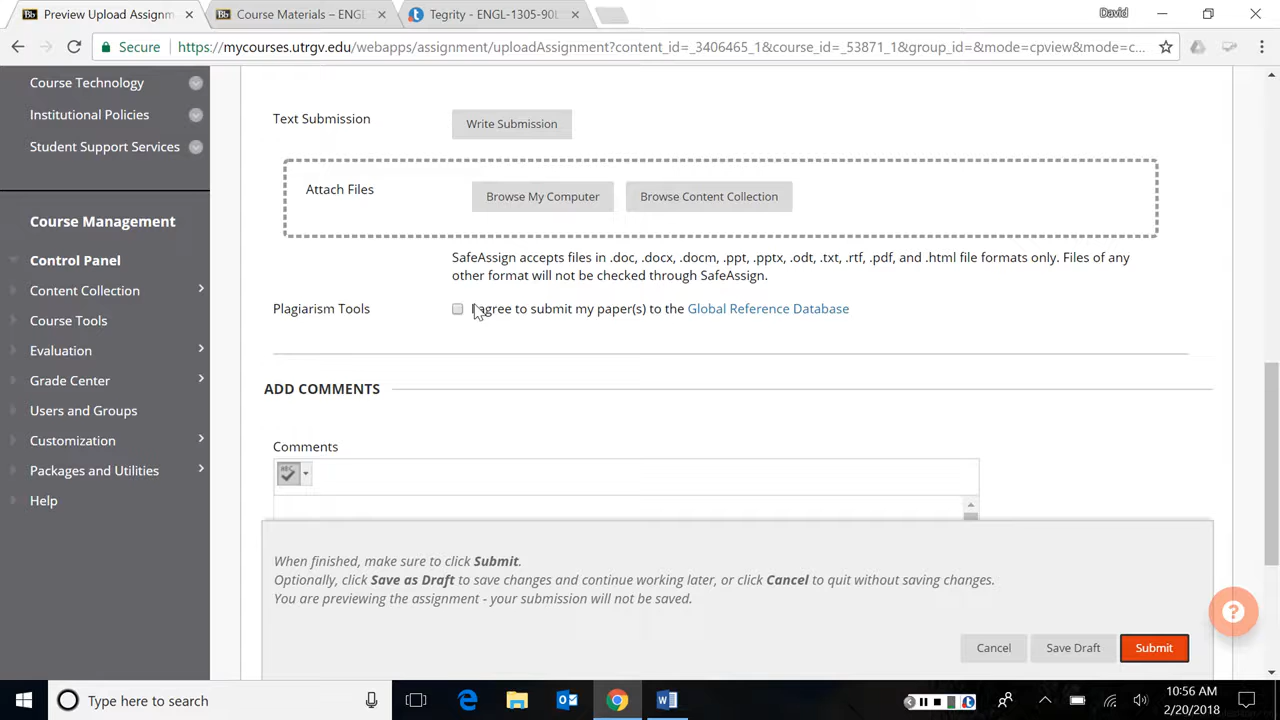 Preview Upload Assignm
Course Materials – ENGL
Tegrity - ENGL-1305-90L
David
Secure
https://mycourses.utrgv.edu/webapps/assignment/uploadAssignment?content_id=_3406465_1&course_id=_53871_1&group_id=&mode=cpview&mode=c...
Course Technology
Institutional Policies
Student Support Services
Course Management
Control Panel
Content Collection
Course Tools
Evaluation
Grade Center
Users and Groups
Customization
Packages and Utilities
Help
Text Submission
Write Submission
Attach Files
Browse My Computer
Browse Content Collection
SafeAssign accepts files in .doc, .docx, .docm, .ppt, .pptx, .odt, .txt, .rtf, .pdf, and .html file formats only. Files of any
other format will not be checked through SafeAssign.
Plagiarism Tools
I agree to submit my paper(s) to the Global Reference Database
ADD COMMENTS
Comments
When finished, make sure to click Submit.
Optionally, click Save as Draft to save changes and continue working later, or click Cancel to quit without saving changes.
You are previewing the assignment - your submission will not be saved.
Cancel
Save Draft
Submit
Type here to search
10:56 AM
2/20/2018